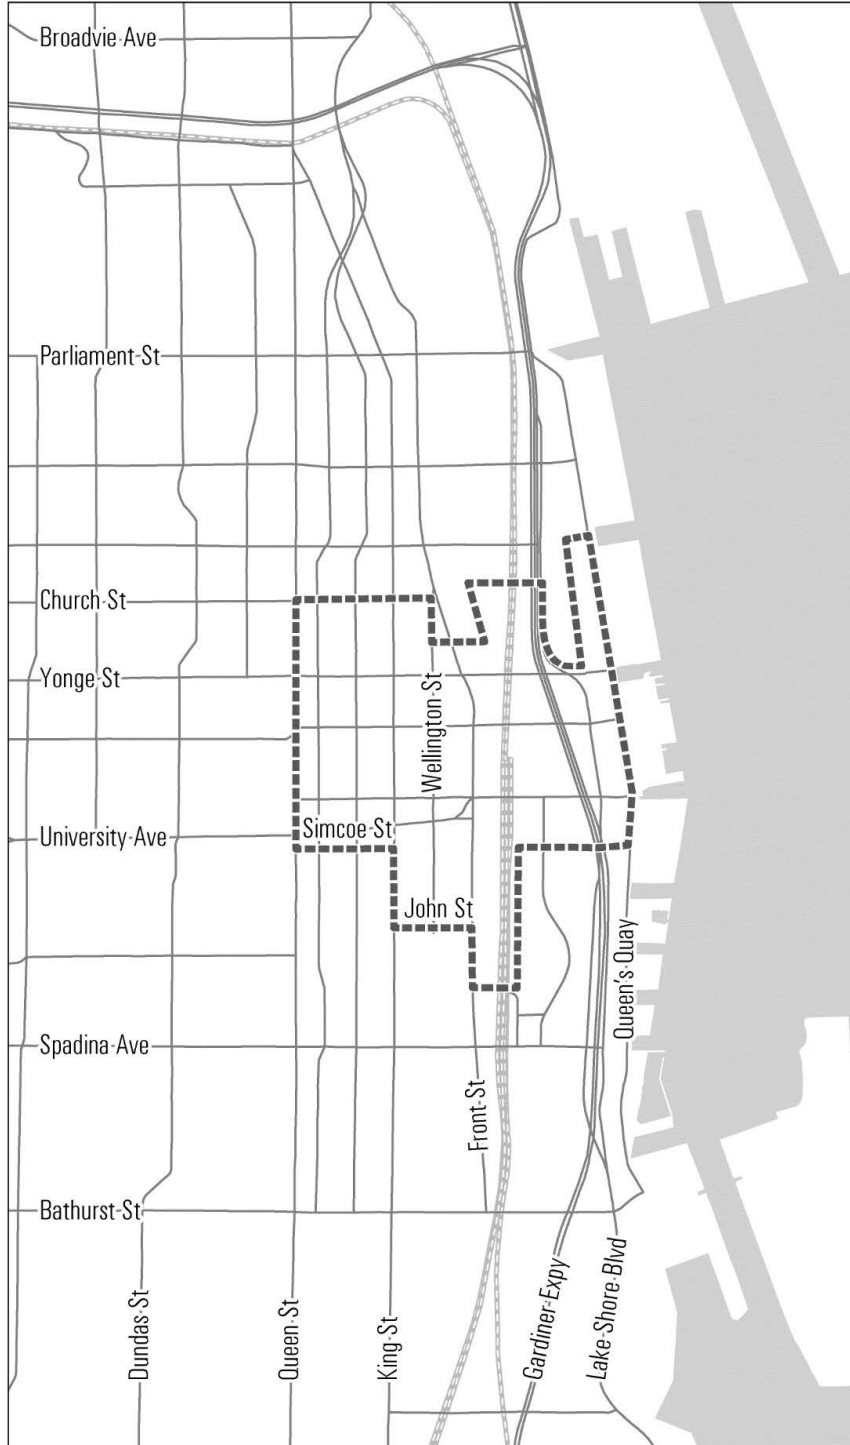 Broadvie Ave
Parliament St
Church St
Yonge St
Wellington St
University Ave
Simcoe St
John St
Queen's Quay
Spadina Ave
Front St
Bathurst St
Dundas St
Queen St
King St
Gardiner Expy
Lake Shore Blvd